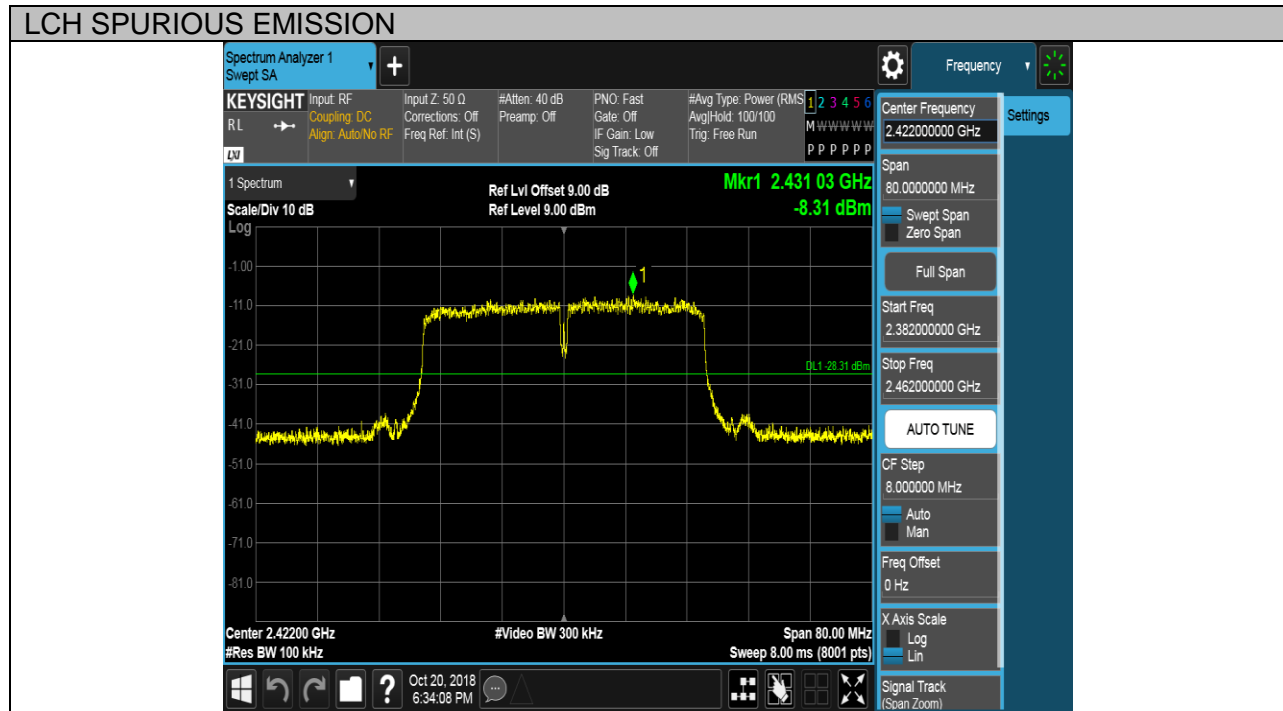 LCH SPURIOUS EMISSION
Spectrum Analyzer 1
Swept SA
Frequency
KEYSIGHT
RL
LXI
Input: RF
Coupling: DC
Align: Auto/No RF
Input Z: 50 Ω
Corrections: Off
Freq Ref: Int (S)
#Atten: 40 dB
Preamp: Off
PNO: Fast
Gate: Off
IF Gain: Low
Sig Track: Off
#Avg Type: Power (RMS
Avg|Hold: 100/100
Trig: Free Run
1 2 3 4 5 6
M W W W W W
P P P P P P
1 Spectrum
Scale/Div 10 dB
Ref Lvl Offset 9.00 dB
Ref Level 9.00 dBm
Mkr1 2.431 03 GHz
-8.31 dBm
Log
-1.00
-11.0
-21.0
-31.0
-41.0
-51.0
-61.0
-71.0
-81.0
1
DL1 -28.31 dBm
Center 2.42200 GHz
#Video BW 300 kHz
Span 80.00 MHz
#Res BW 100 kHz
Sweep 8.00 ms (8001 pts)
?
Oct 20, 2018
6:34:08 PM
Center Frequency
2.422000000 GHz
Settings
Span
80.0000000 MHz
Swept Span
Zero Span
Full Span
Start Freq
2.382000000 GHz
Stop Freq
2.462000000 GHz
AUTO TUNE
CF Step
8.000000 MHz
Auto
Man
Freq Offset
0 Hz
X Axis Scale
Log
Lin
Signal Track
(Span Zoom)